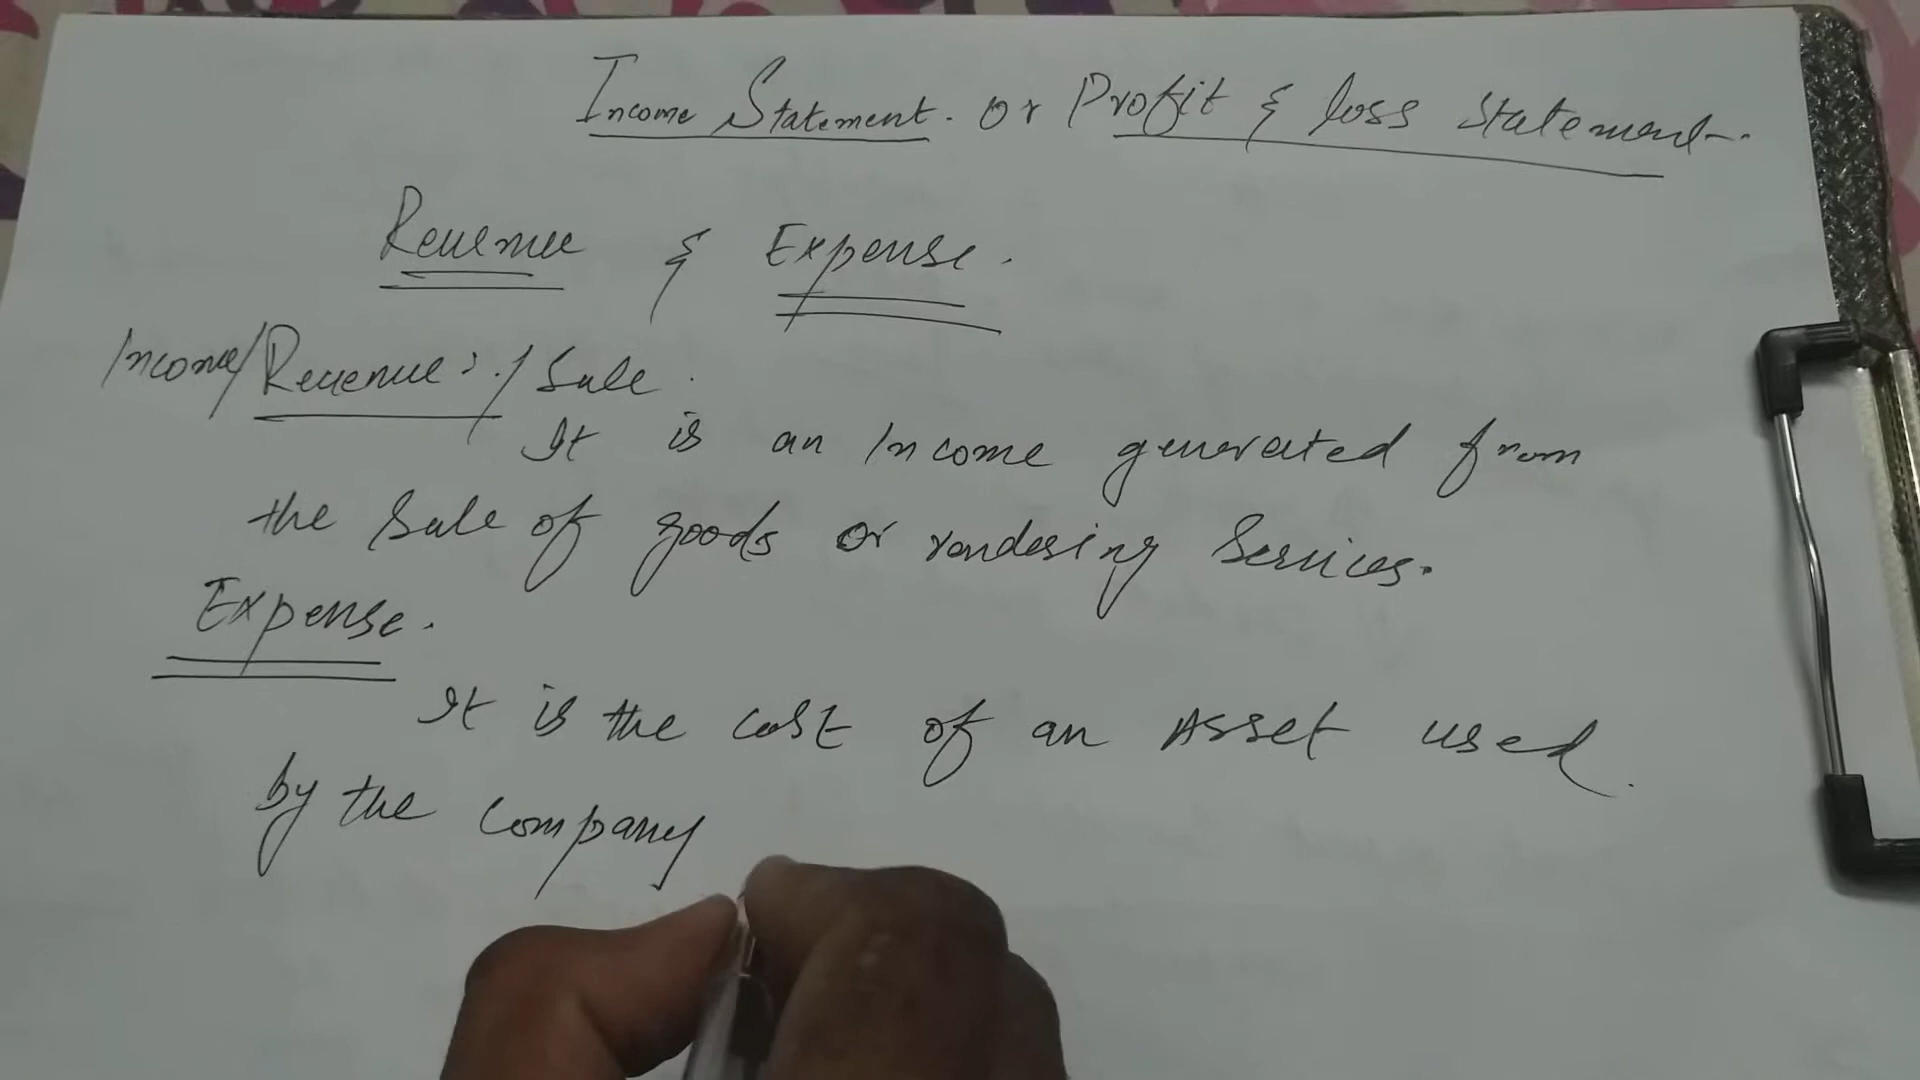 Income Statement. or Profit & loss Statement.
Revenue & Expense.
Income/Revenue:./Sale.
It is an Income generated from
the Sale of goods or rendering Services.
Expense.
It is the cost of an Asset used.
by the Company